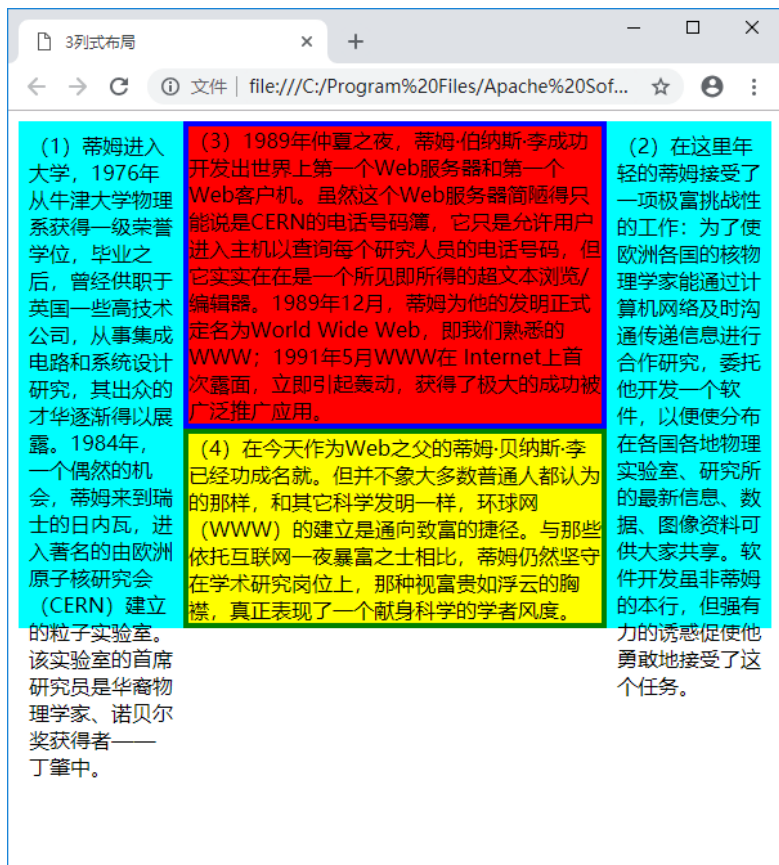 3列式布局
文件 file:///C:/Program%20Files/Apache%20Sof...
（1）蒂姆进入
大学，1976年
从牛津大学物理
系获得一级荣誉
学位，毕业之
后，曾经供职于
英国一些高技术
公司，从事集成
电路和系统设计
研究，其出众的
才华逐渐得以展
露。1984年，
一个偶然的机
会，蒂姆来到瑞
士的日内瓦，进
入著名的由欧洲
原子核研究会
（CERN）建立
的粒子实验室。
该实验室的首席
研究员是华裔物
理学家、诺贝尔
奖获得者——
丁肇中。
（3）1989年仲夏之夜，蒂姆·伯纳斯·李成功
开发出世界上第一个Web服务器和第一个
Web客户机。虽然这个Web服务器简陋得只
能说是CERN的电话号码簿，它只是允许用户
进入主机以查询每个研究人员的电话号码，但
它实实在在是一个所见即所得的超文本浏览/
编辑器。1989年12月，蒂姆为他的发明正式
定名为World Wide Web，即我们熟悉的
WWW；1991年5月WWW在 Internet上首
次露面，立即引起轰动，获得了极大的成功被
广泛推广应用。
（4）在今天作为Web之父的蒂姆·贝纳斯·李
已经功成名就。但并不象大多数普通人都认为
的那样，和其它科学发明一样，环球网
（WWW）的建立是通向致富的捷径。与那些
依托互联网一夜暴富之士相比，蒂姆仍然坚守
在学术研究岗位上，那种视富贵如浮云的胸
襟，真正表现了一个献身科学的学者风度。
（2）在这里年
轻的蒂姆接受了
一项极富挑战性
的工作：为了使
欧洲各国的核物
理学家能通过计
算机网络及时沟
通传递信息进行
合作研究，委托
他开发一个软
件，以便使分布
在各国各地物理
实验室、研究所
的最新信息、数
据、图像资料可
供大家共享。软
件开发虽非蒂姆
的本行，但强有
力的诱惑促使他
勇敢地接受了这
个任务。